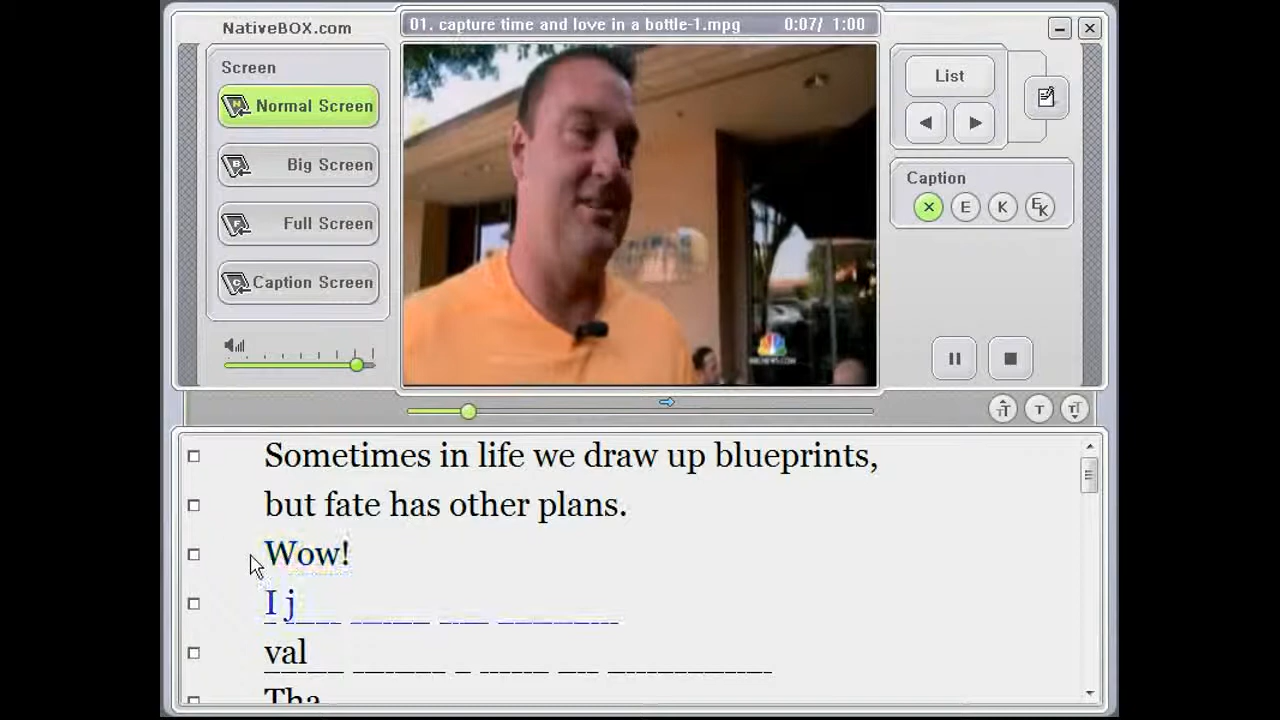 NativeBOX.com
01. capture time and love in a bottle-1.mpg 0:07/ 1:00
Screen
Normal Screen
Big Screen
Full Screen
Caption Screen
List
Caption
X E K EK
T T T
Sometimes in life we draw up blueprints,
but fate has other plans.
Wow!
I j
val
Tha